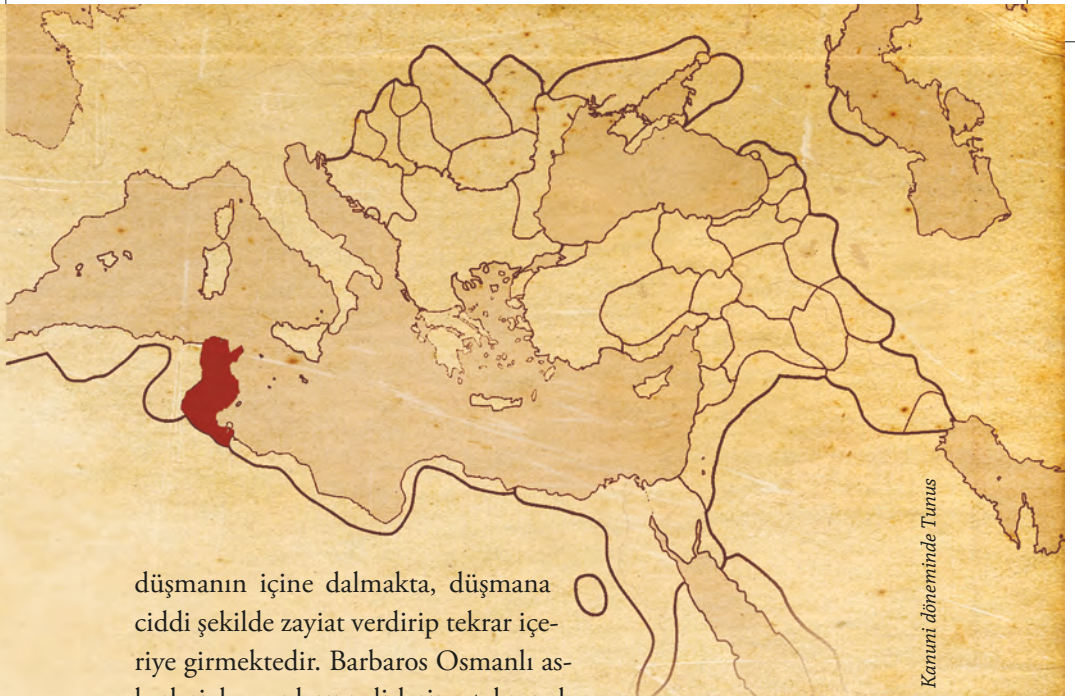 Kanuni döneminde Tunus
düşmanın içine dalmakta, düşmana
ciddi şekilde zayiat verdirip tekrar içe-
riye girmektedir. Barbaros Osmanlı as-